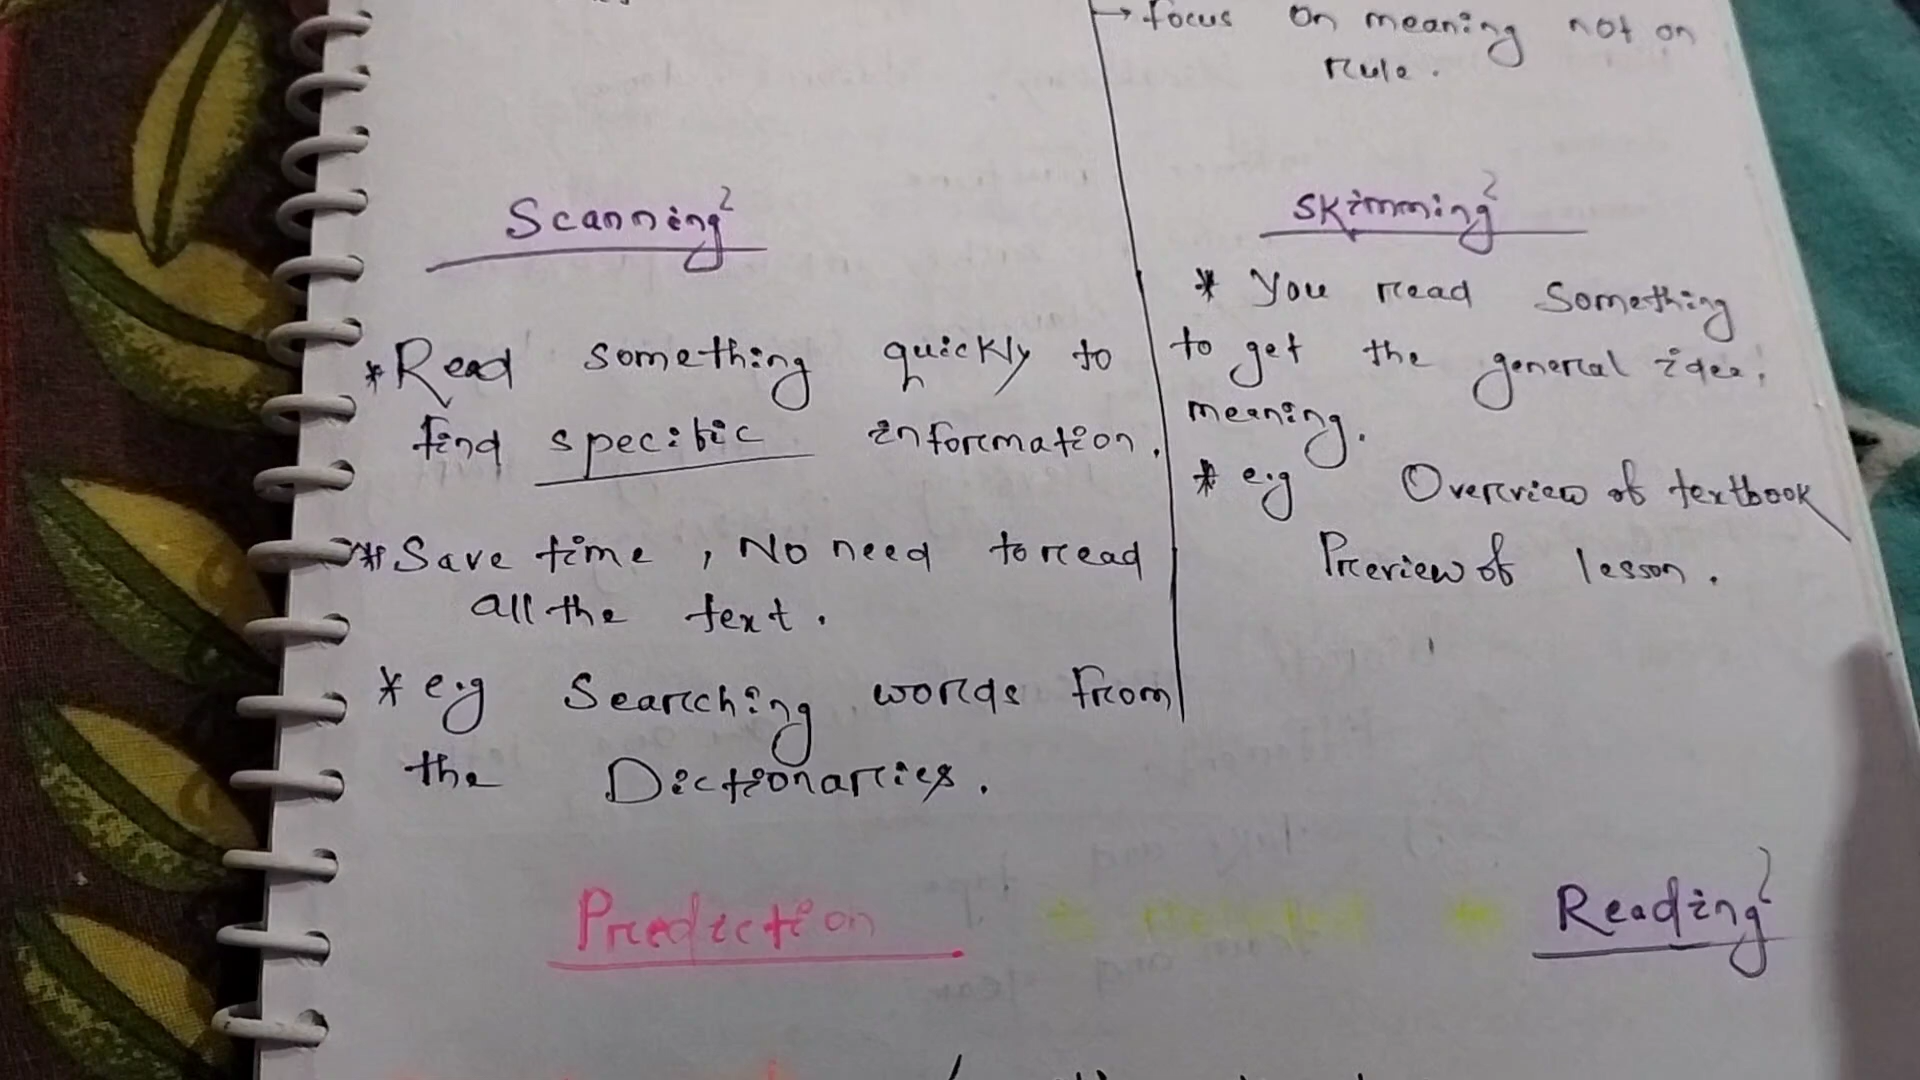 → focus on meaning not on
rule.
Scanning
* Read something quickly to
find specific information.
* Save time, No need to read
all the text.
* e.g Searching words from
the Dictionaries.
Skimming
* You read something
to get the general idea,
meaning.
* e.g Overview of textbook
Preview of lesson.
Prediction
Reading